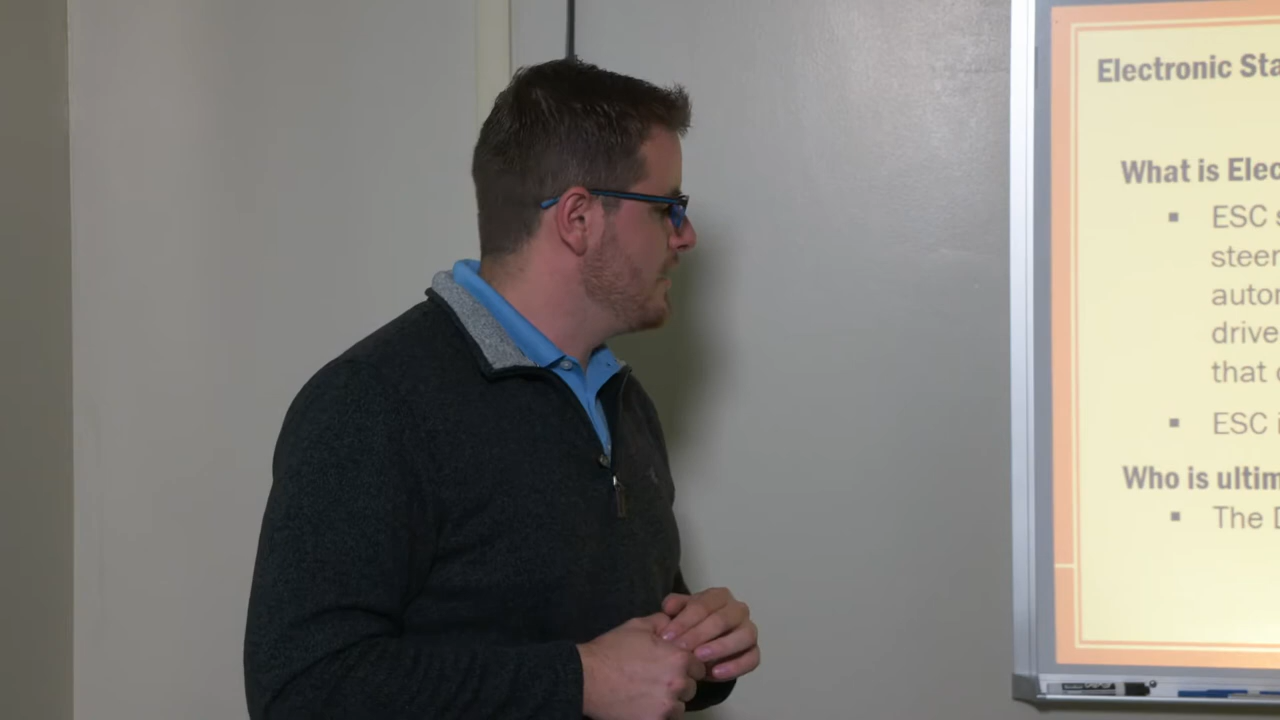 Electronic Sta
What is Elec
ESC s
steer
autor
drive
that c
ESC i
Who is ultim
The D